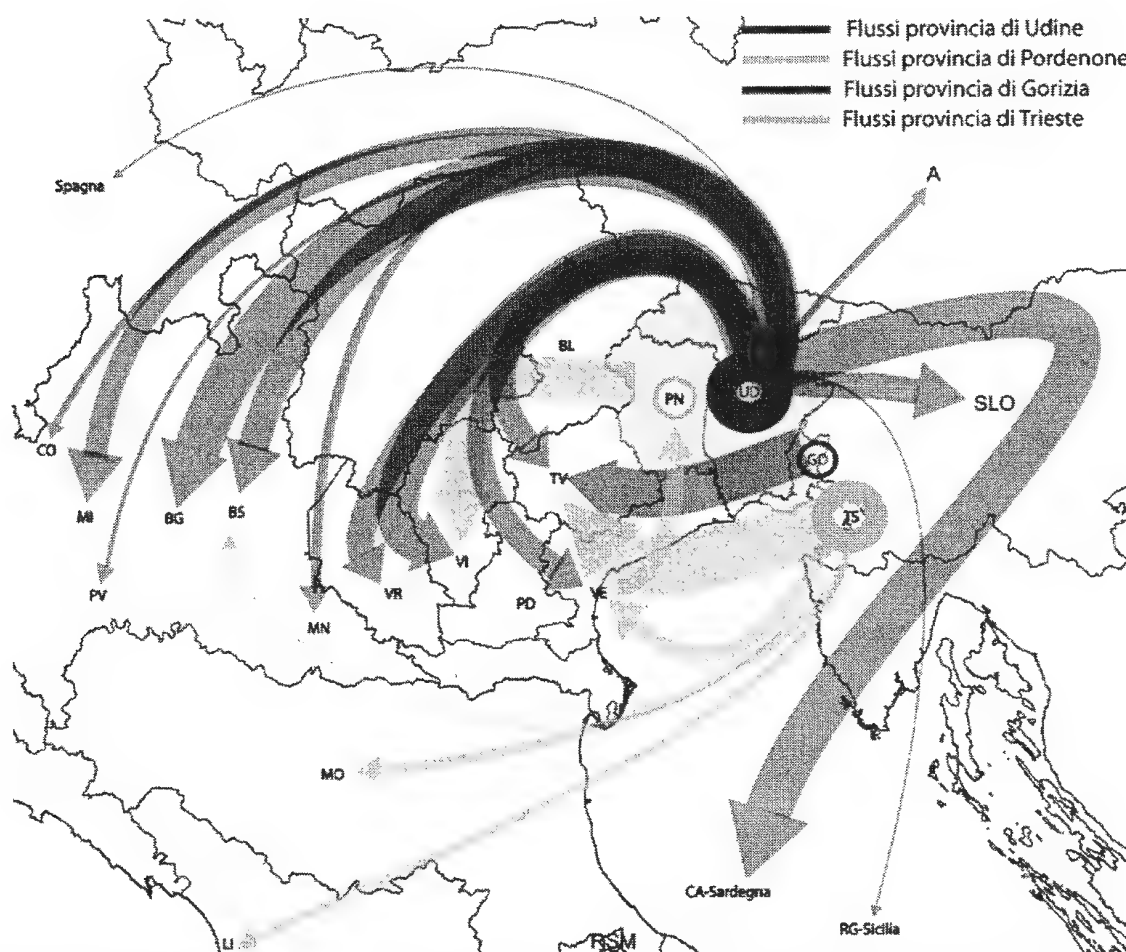 Flussi provincia di Udine
Flussi provincia di Pordenone
Flussi provincia di Gorizia
Flussi provincia di Trieste
Spagna
A
BL
PN
UD
SLO
CO
TV
GO
MI
BG
BS
TS
VI
PV
VR
PD
VE
MN
MO
CA-Sardegna
RG-Sicilia
LI
RSM